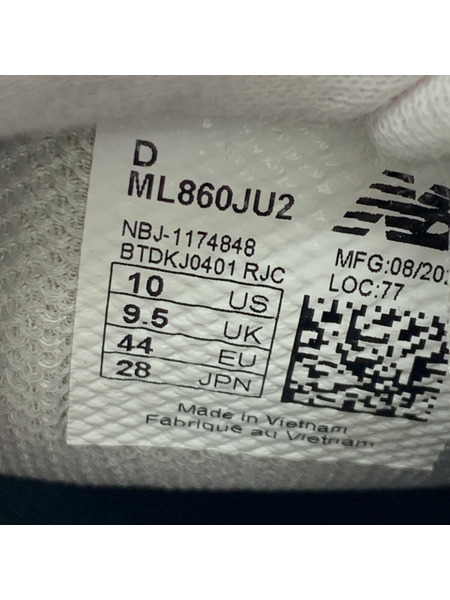 D
ML860JU2
NBJ-1174848
BTDKJ0401 RJC
MFG:08/202
LOC:77
10 US
9.5 UK
44 EU
28 JPN
Made in Vietnam
Fabrique au Vietnam